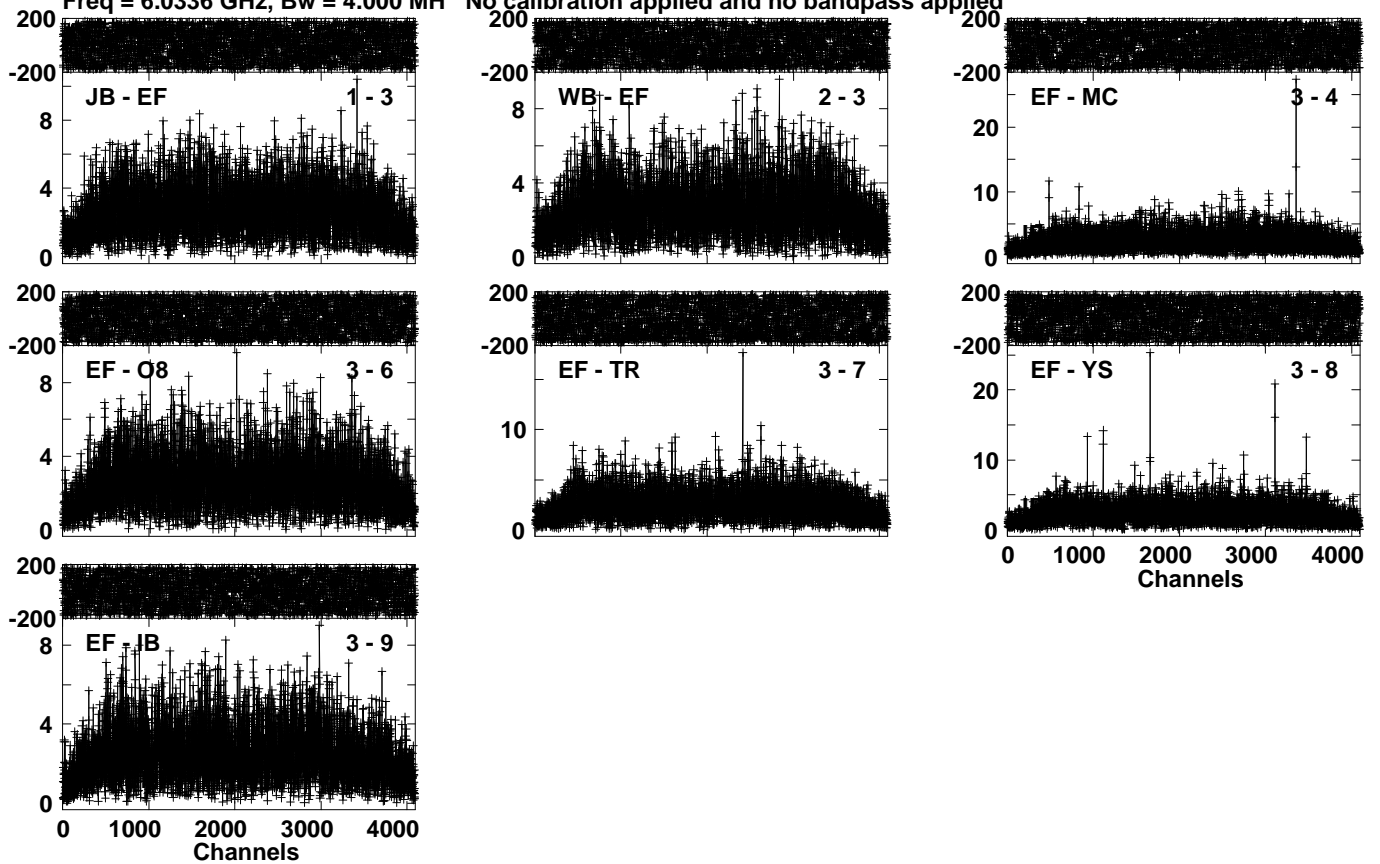 Freq = 6.0336 GHz, Bw = 4.000 MH No calibration applied and no bandpass applied
200 200 200
-200 -200 -200
JB - EF 1 - 3 WB - EF 2 - 3 EF - MC 3 - 4
8 8 20
4 4 10
0 0 0
200 200 200
-200 -200 -200
EF - O8 3 - 6 EF - TR 3 - 7 EF - YS 3 - 8
8 10 20
4 0 10
0 0
0 1000 2000 3000 4000
Channels
200
-200
EF - IB 3 - 9
8
4
0
0 1000 2000 3000 4000
Channels